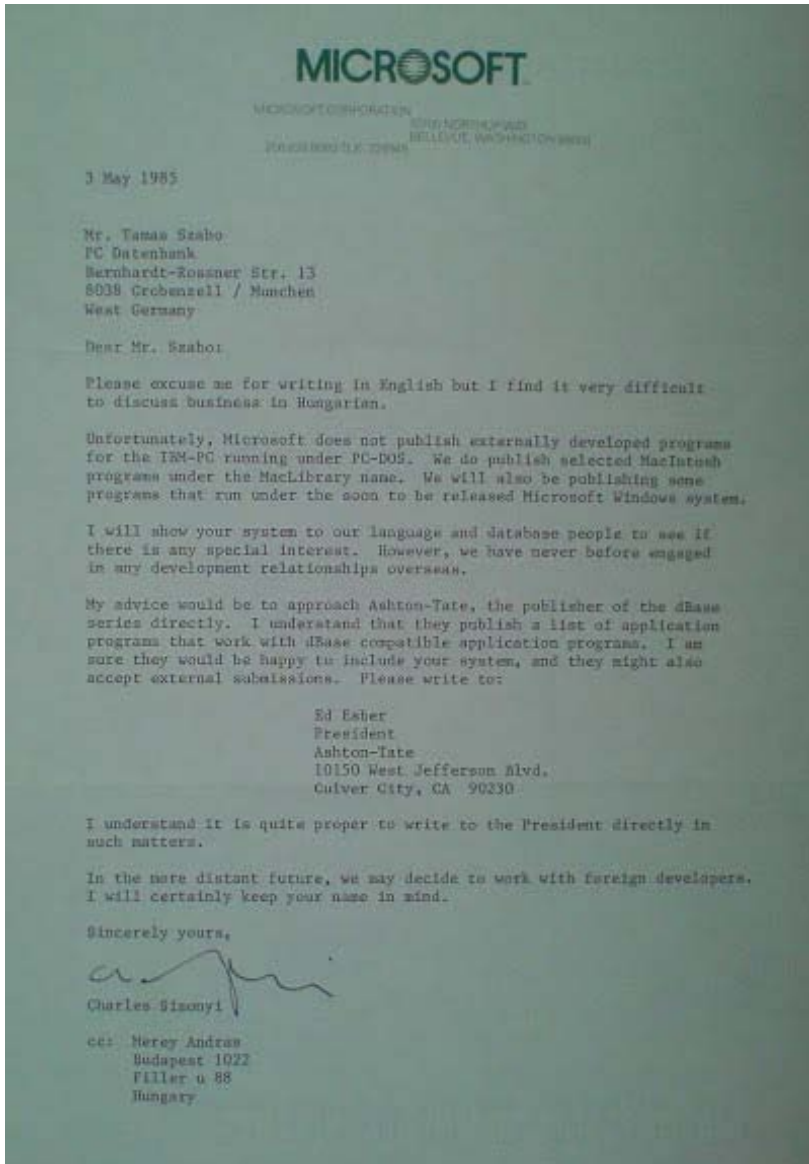 MICROSOFT
MICROSOFT CORPORATION
10700 NORTHUP WAY
BELLEVUE, WASHINGTON
3 May 1985
Mr. Tamas Szabo
PC Datenbank
Bernhardt-Rossner Str. 13
8038 Grobenzell / Munchen
West Germany
Dear Mr. Szabo:
Please excuse me for writing in English but I find it very difficult
to discuss business in Hungarian.
Unfortunately, Microsoft does not publish externally developed programs
for the IBM-PC running under PC-DOS. We do publish selected MacIntosh
programs under the MacLibrary name. We will also be publishing some
programs that run under the soon to be released Microsoft Windows system.
I will show your system to our language and database people to see if
there is any special interest. However, we have never before engaged
in any development relationships overseas.
My advice would be to approach Ashton-Tate, the publisher of the dBase
series directly. I understand that they publish a list of application
programs that work with dBase compatible application programs. I am
sure they would be happy to include your system, and they might also
accept external submissions. Please write to:
Ed Esber
President
Ashton-Tate
10150 West Jefferson Blvd.
Culver City, CA 90230
I understand it is quite proper to write to the President directly in
such matters.
In the more distant future, we may decide to work with foreign developers.
I will certainly keep your name in mind.
Sincerely yours,
Charles Simonyi
cc: Merey Andras
Budapest 1022
Filler u 88
Hungary